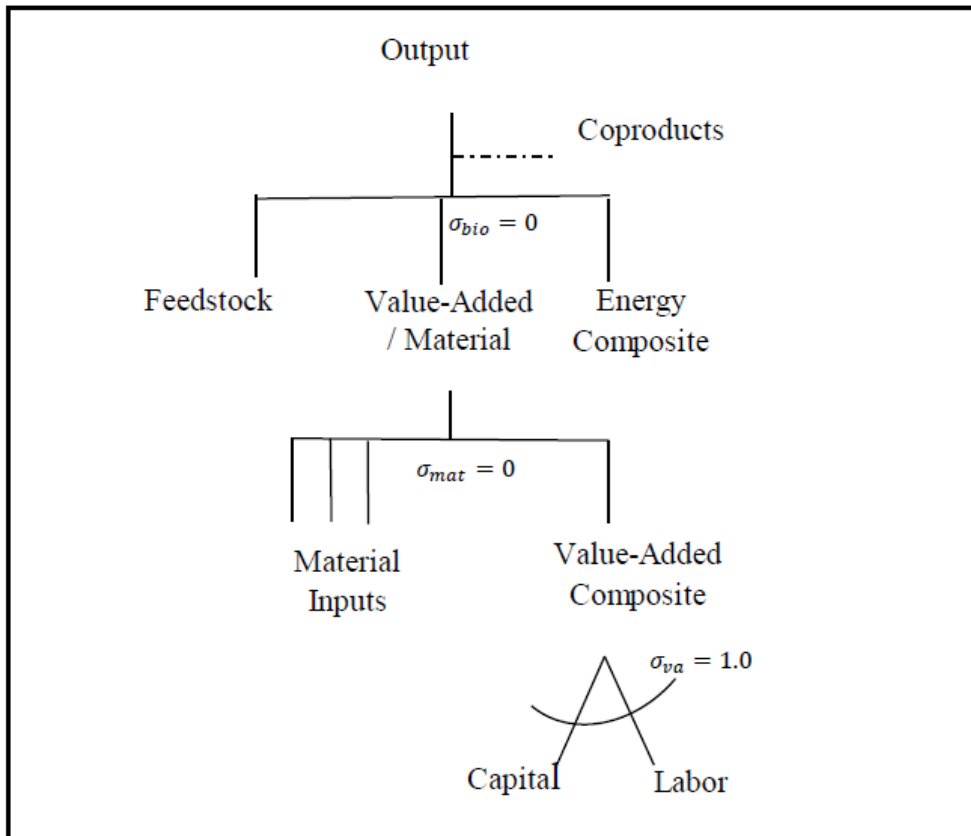 Output
Coproducts
σ_bio = 0
Feedstock
Value-Added
/ Material
Energy
Composite
σ_mat = 0
Material
Inputs
Value-Added
Composite
σ_va = 1.0
Capital
Labor